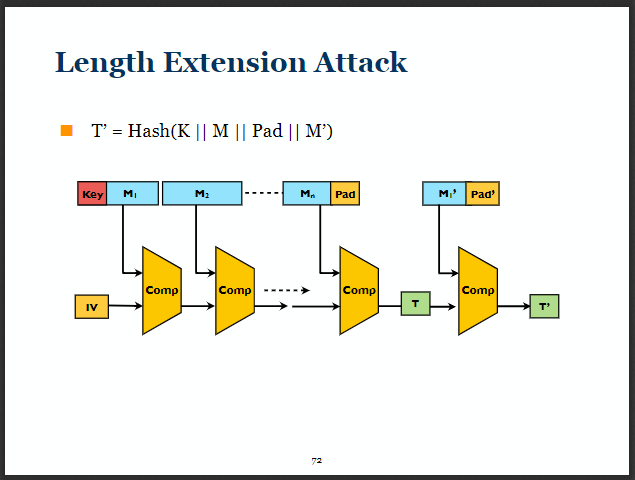 Length Extension Attack
T’ = Hash(K || M || Pad || M’)
Key M₁ M₂ Mₙ Pad M₁’ Pad’
Comp Comp Comp Comp
IV T T’
72